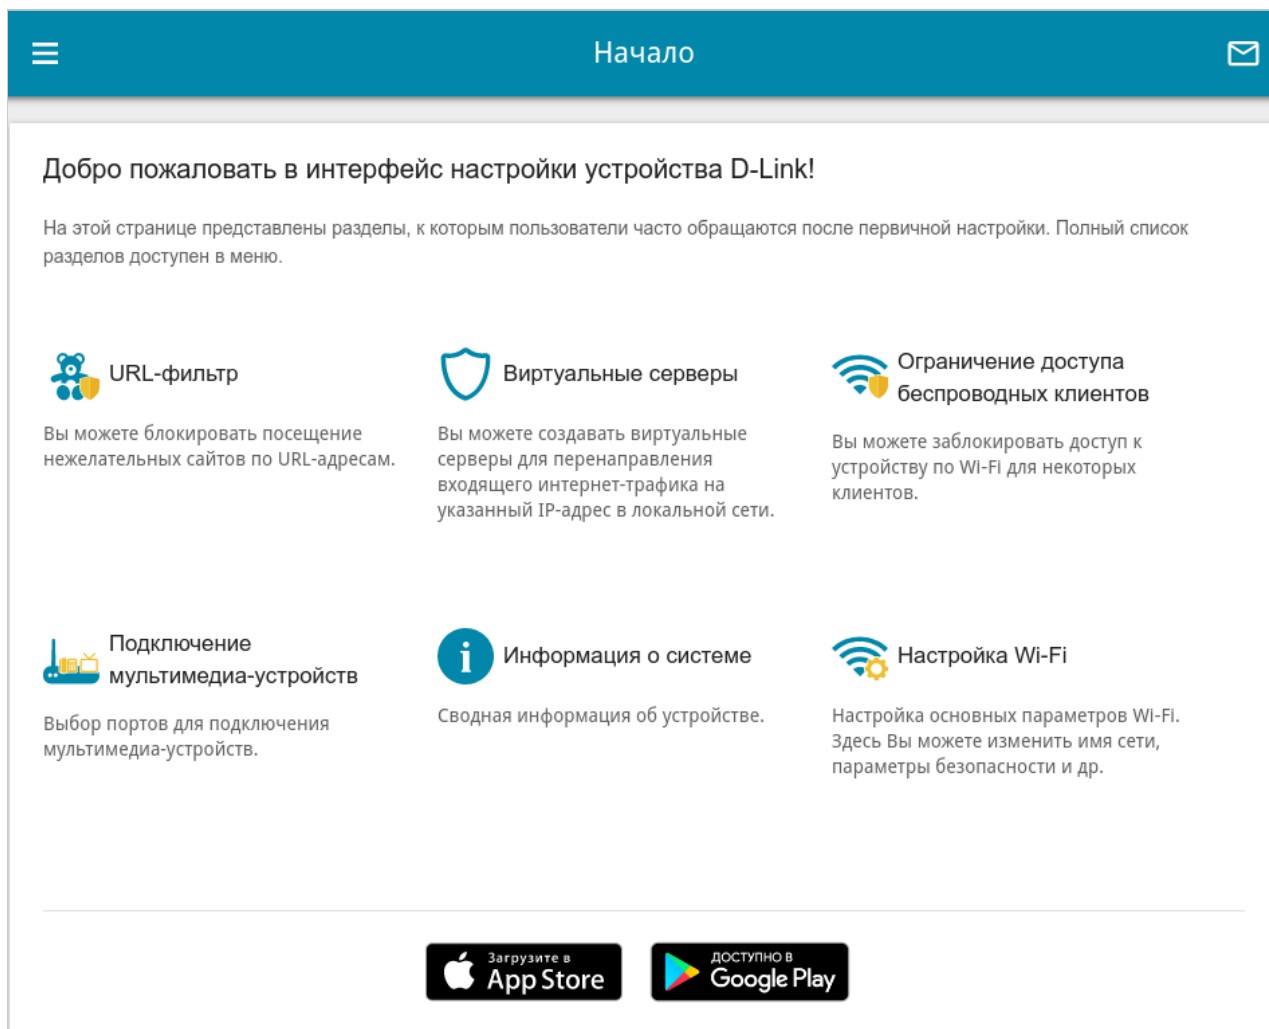 Начало
Добро пожаловать в интерфейс настройки устройства D-Link!
На этой странице представлены разделы, к которым пользователи часто обращаются после первичной настройки. Полный список
разделов доступен в меню.
URL-фильтр
Вы можете блокировать посещение
нежелательных сайтов по URL-адресам.
Виртуальные серверы
Вы можете создавать виртуальные
серверы для перенаправления
входящего интернет-трафика на
указанный IP-адрес в локальной сети.
Ограничение доступа
беспроводных клиентов
Вы можете заблокировать доступ к
устройству по Wi-Fi для некоторых
клиентов.
Подключение
мультимедиа-устройств
Выбор портов для подключения
мультимедиа-устройств.
i
Информация о системе
Сводная информация об устройстве.
Настройка Wi-Fi
Настройка основных параметров Wi-Fi.
Здесь Вы можете изменить имя сети,
параметры безопасности и др.
Загрузите в
App Store
ДОСТУПНО В
Google Play